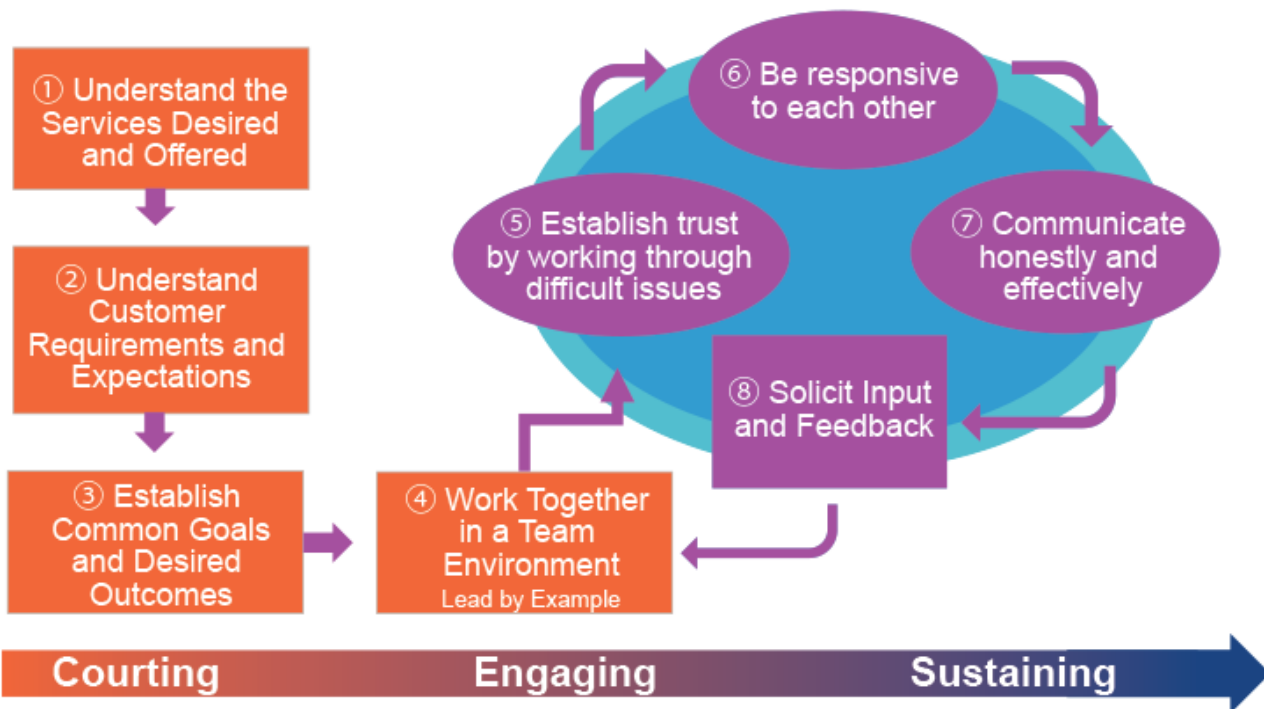 ① Understand the
Services Desired
and Offered
② Understand
Customer
Requirements and
Expectations
③ Establish
Common Goals
and Desired
Outcomes
④ Work Together
in a Team
Environment
Lead by Example
⑤ Establish trust
by working through
difficult issues
⑥ Be responsive
to each other
⑦ Communicate
honestly and
effectively
⑧ Solicit Input
and Feedback
Courting
Engaging
Sustaining